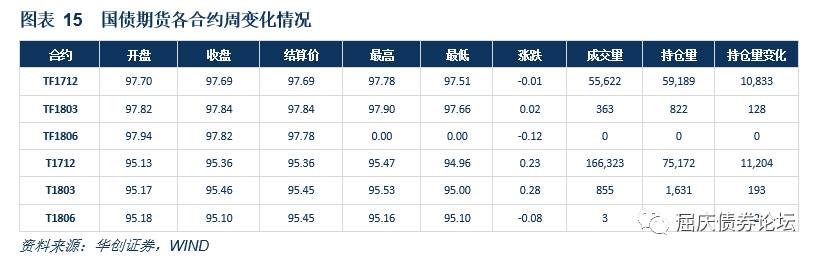 图表 15 国债期货各合约周变化情况
合约 开盘 收盘 结算价 最高 最低 涨跌 成交量 持仓量 持仓量变化
TF1712 97.70 97.69 97.69 97.78 97.51 -0.01 55,622 59,189 10,833
TF1803 97.82 97.84 97.84 97.90 97.66 0.02 363 822 128
TF1806 97.94 97.82 97.78 0.00 0.00 -0.12 0 0 0
T1712 95.13 95.36 95.36 95.47 94.96 0.23 166,323 75,172 11,204
T1803 95.17 95.46 95.45 95.53 95.00 0.28 855 1,631 193
T1806 95.18 95.10 95.45 95.16 95.10 -0.08 3
屈庆债券论坛
资料来源：华创证券，WIND